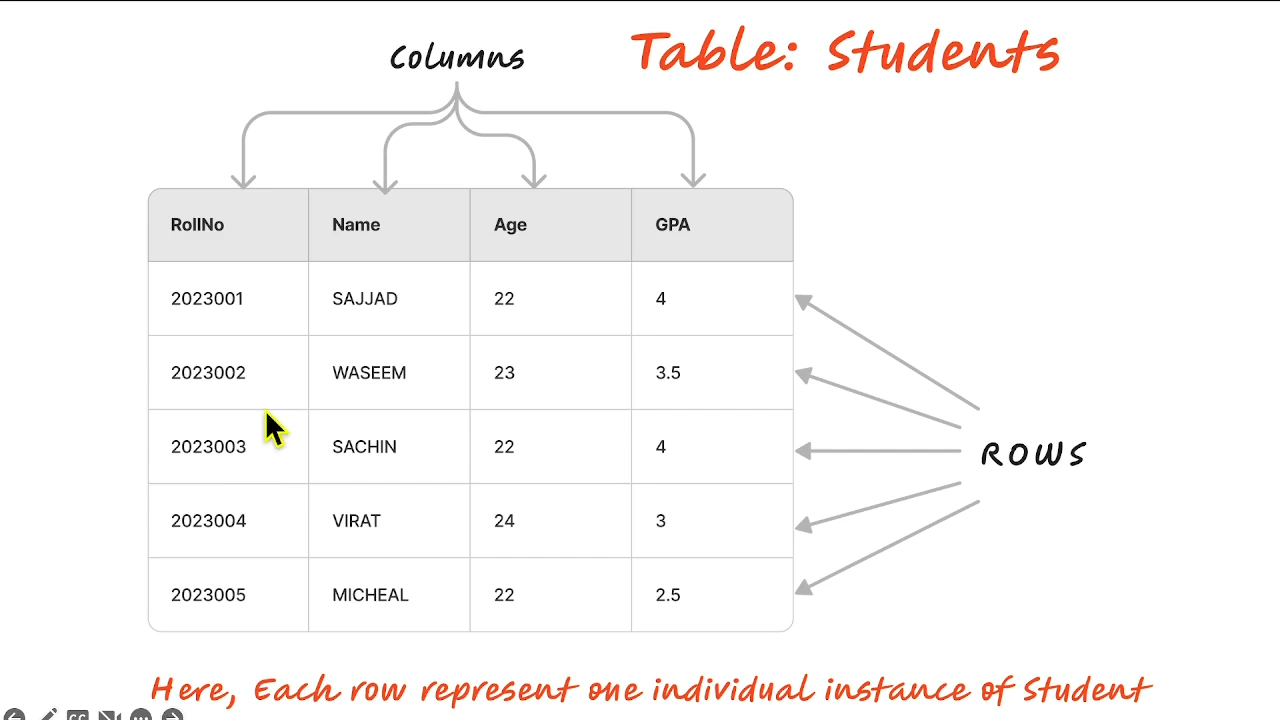 Columns
Table: Students
RollNo Name Age GPA
2023001 SAJJAD 22 4
2023002 WASEEM 23 3.5
2023003 SACHIN 22 4
2023004 VIRAT 24 3
2023005 MICHEAL 22 2.5
ROWS
Here, Each row represent one individual instance of Student
CC